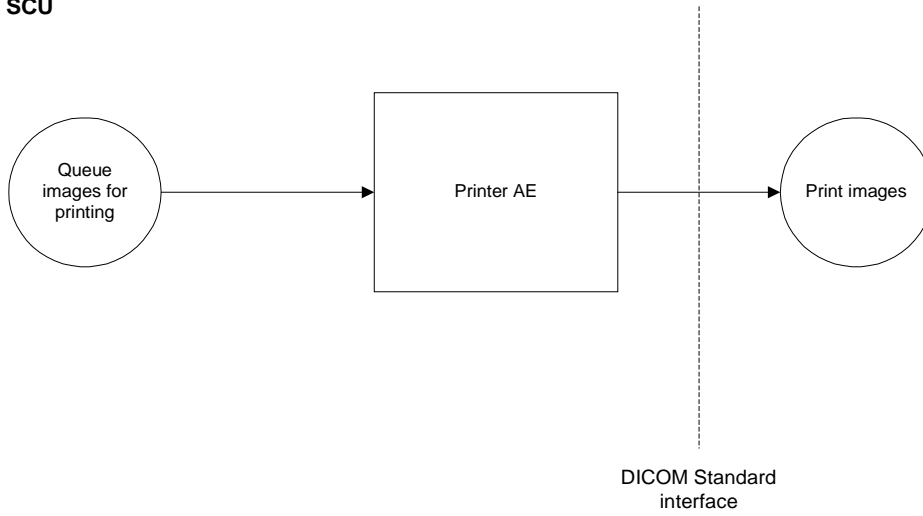 SCU
Queue
images for
printing
Printer AE
Print images
DICOM Standard
interface